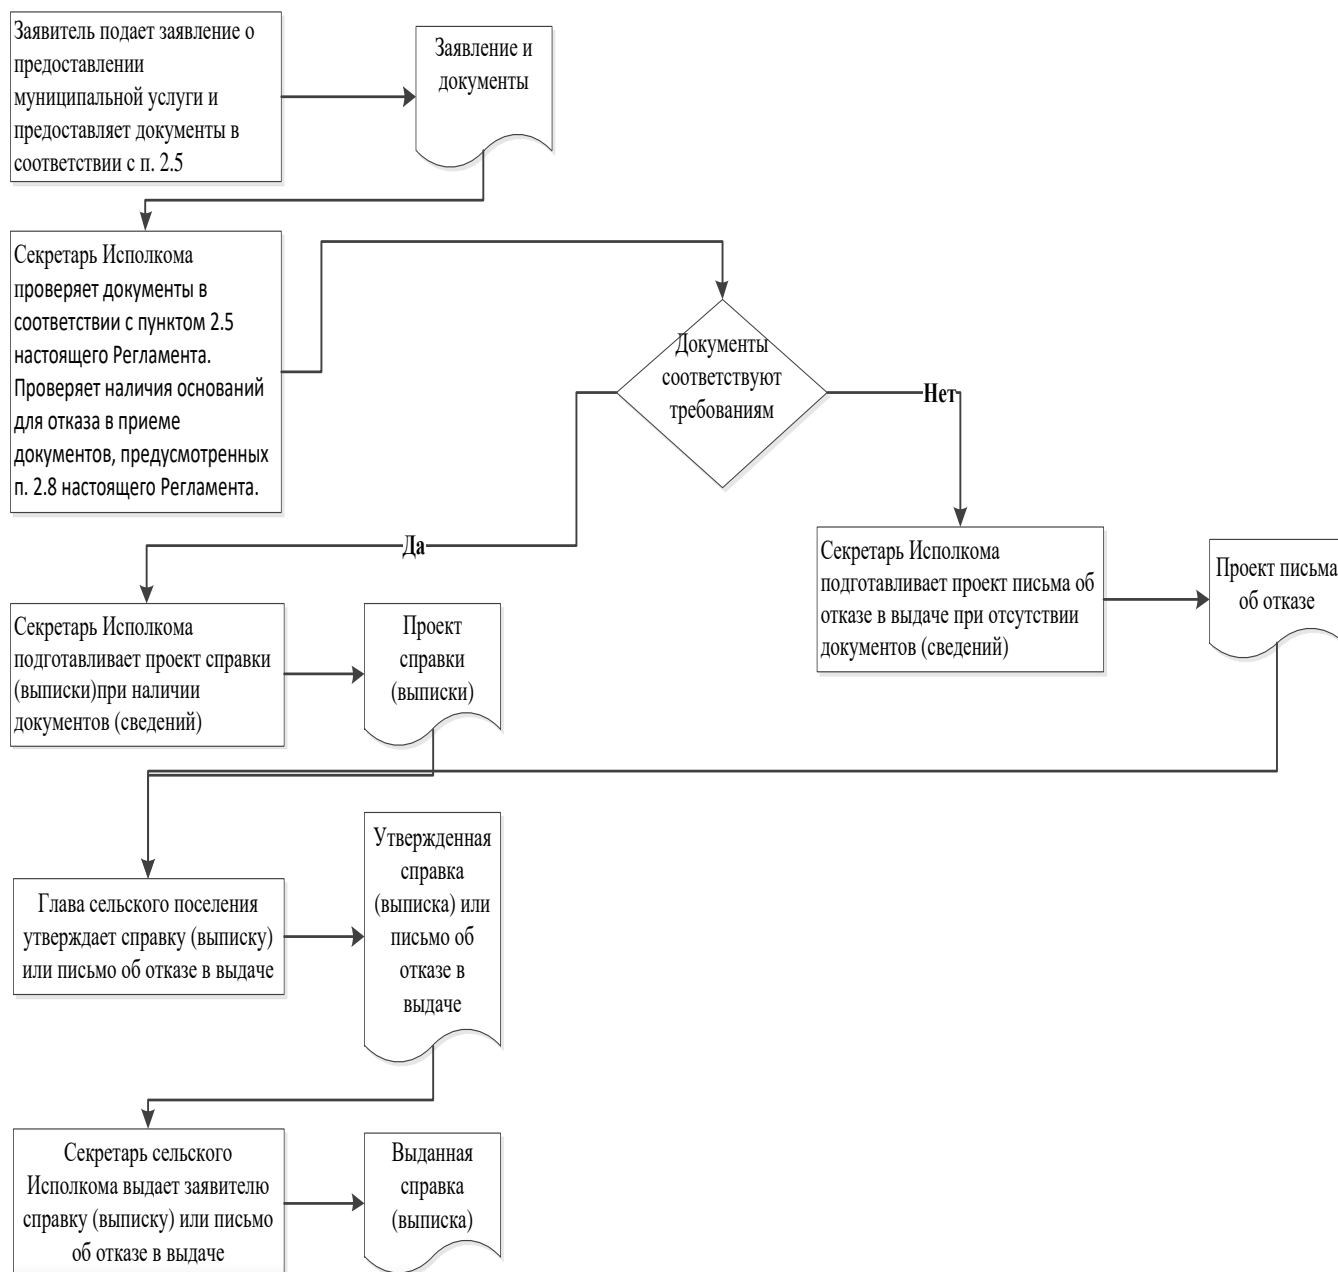 Заявитель подает заявление о
предоставлении
муниципальной услуги и
предоставляет документы в
соответствии с п. 2.5
Заявление и
документы
Секретарь Исполкома
проверяет документы в
соответствии с пунктом 2.5
настоящего Регламента.
Проверяет наличия оснований
для отказа в приеме
документов, предусмотренных
п. 2.8 настоящего Регламента.
Документы
соответствуют
требованиям
Нет
Да
Секретарь Исполкома
подготавливает проект письма об
отказе в выдаче при отсутствии
документов (сведений)
Проект письма
об отказе
Секретарь Исполкома
подготавливает проект справки
(выписки)при наличии
документов (сведений)
Проект
справки
(выписки)
Глава сельского поселения
утверждает справку (выписку)
или письмо об отказе в выдаче
Утвержденная
справка
(выписка) или
письмо об
отказе в
выдаче
Секретарь сельского
Исполкома выдает заявителю
справку (выписку) или письмо
об отказе в выдаче
Выданная
справка
(выписка)